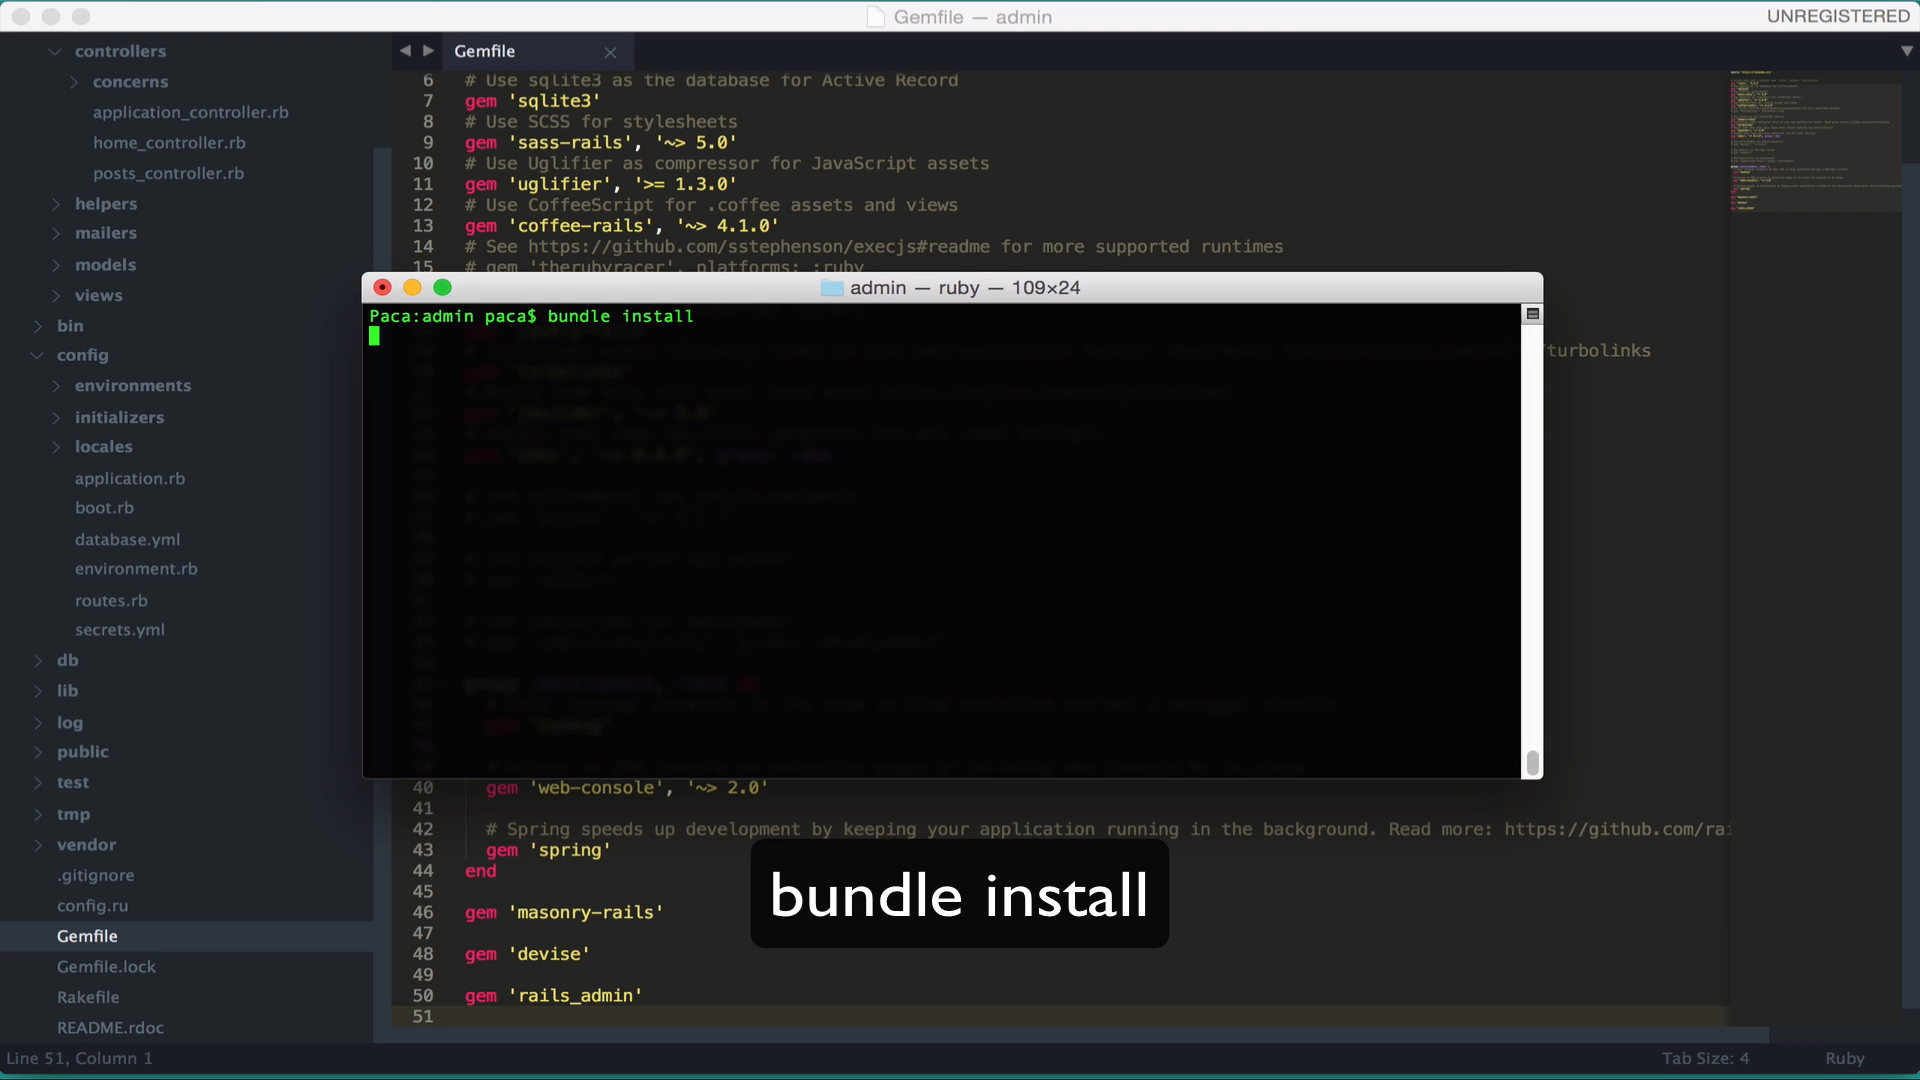 Gemfile — admin
UNREGISTERED
controllers
concerns
application_controller.rb
home_controller.rb
posts_controller.rb
helpers
mailers
models
views
bin
config
environments
initializers
locales
application.rb
boot.rb
database.yml
environment.rb
routes.rb
secrets.yml
db
lib
log
public
test
tmp
vendor
.gitignore
config.ru
Gemfile
Gemfile.lock
Rakefile
README.rdoc
Gemfile
6 # Use sqlite3 as the database for Active Record
7 gem 'sqlite3'
8 # Use SCSS for stylesheets
9 gem 'sass-rails', '~> 5.0'
10 # Use Uglifier as compressor for JavaScript assets
11 gem 'uglifier', '>= 1.3.0'
12 # Use CoffeeScript for .coffee assets and views
13 gem 'coffee-rails', '~> 4.1.0'
14 # See https://github.com/sstephenson/execjs#readme for more supported runtimes
15 # gem 'therubyracer', platforms: :ruby
admin — ruby — 109×24
Paca:admin paca$ bundle install
/turbolinks
40 gem 'web-console', '~> 2.0'
41
42 # Spring speeds up development by keeping your application running in the background. Read more: https://github.com/rai
43 gem 'spring'
44 end
45
46 gem 'masonry-rails'
47
48 gem 'devise'
49
50 gem 'rails_admin'
51
bundle install
Line 51, Column 1
Tab Size: 4
Ruby